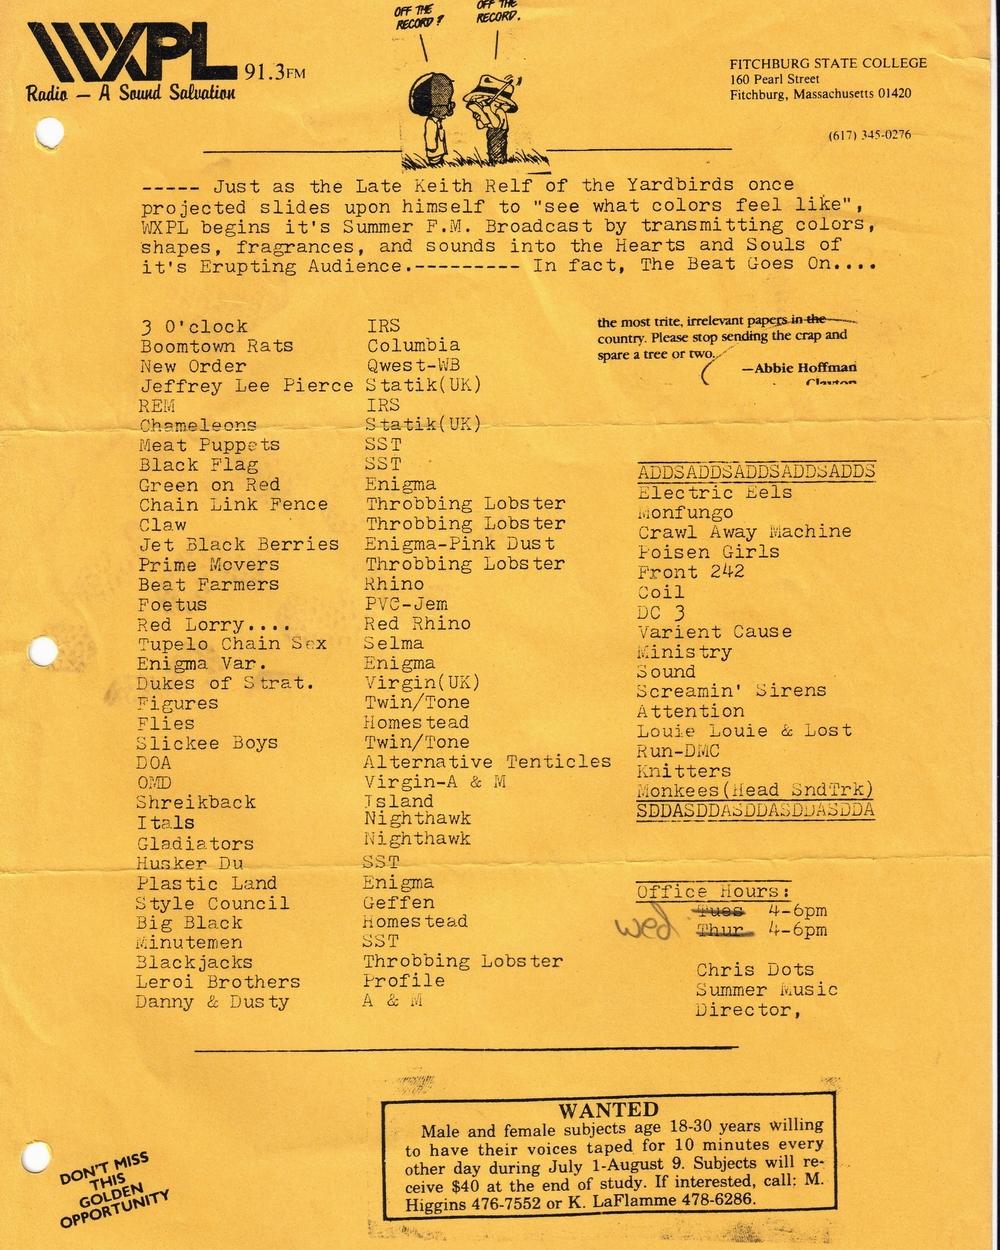 OFF THE RECORD?
OFF THE RECORD.
WXPL 91.3FM
Radio — A Sound Salvation
FITCHBURG STATE COLLEGE
160 Pearl Street
Fitchburg, Massachusetts 01420
(617) 345-0276
----- Just as the Late Keith Relf of the Yardbirds once
projected slides upon himself to "see what colors feel like",
WXPL begins it's Summer F.M. Broadcast by transmitting colors,
shapes, fragrances, and sounds into the Hearts and Souls of
it's Erupting Audience.--------- In fact, The Beat Goes On....
3 O'clock IRS
Boomtown Rats Columbia
New Order Qwest-WB
Jeffrey Lee Pierce Statik(UK)
REM IRS
Chameleons Statik(UK)
Meat Puppets SST
Black Flag SST
Green on Red Enigma
Chain Link Fence Throbbing Lobster
Claw Throbbing Lobster
Jet Black Berries Enigma-Pink Dust
Prime Movers Throbbing Lobster
Beat Farmers Rhino
Foetus PVC-Jem
Red Lorry.... Red Rhino
Tupelo Chain Sex Selma
Enigma Var. Enigma
Dukes of Strat. Virgin(UK)
Figures Twin/Tone
Flies Homestead
Slickee Boys Twin/Tone
DOA Alternative Tenticles
OMD Virgin-A & M
Shreikback Island
Itals Nighthawk
Gladiators Nighthawk
Husker Du SST
Plastic Land Enigma
Style Council Geffen
Big Black Homestead
Minutemen SST
Blackjacks Throbbing Lobster
Leroi Brothers Profile
Danny & Dusty A & M
the most trite, irrelevant papers in the
country. Please stop sending the crap and
spare a tree or two.
—Abbie Hoffman
Clayton
ADDSADDSADDSADDSADDS
Electric Eels
Monfungo
Crawl Away Machine
Poisen Girls
Front 242
Coil
DC 3
Varient Cause
Ministry
Sound
Screamin' Sirens
Attention
Louie Louie & Lost
Run-DMC
Knitters
Monkees(Head SndTrk)
SDDASDDASDDASDDASDDA
Office Hours:
Tues 4-6pm
wed. Thur 4-6pm
Chris Dots
Summer Music
Director,
WANTED
Male and female subjects age 18-30 years willing
to have their voices taped for 10 minutes every
other day during July 1-August 9. Subjects will re-
ceive $40 at the end of study. If interested, call: M.
Higgins 476-7552 or K. LaFlamme 478-6286.
DON'T MISS
THIS
GOLDEN
OPPORTUNITY